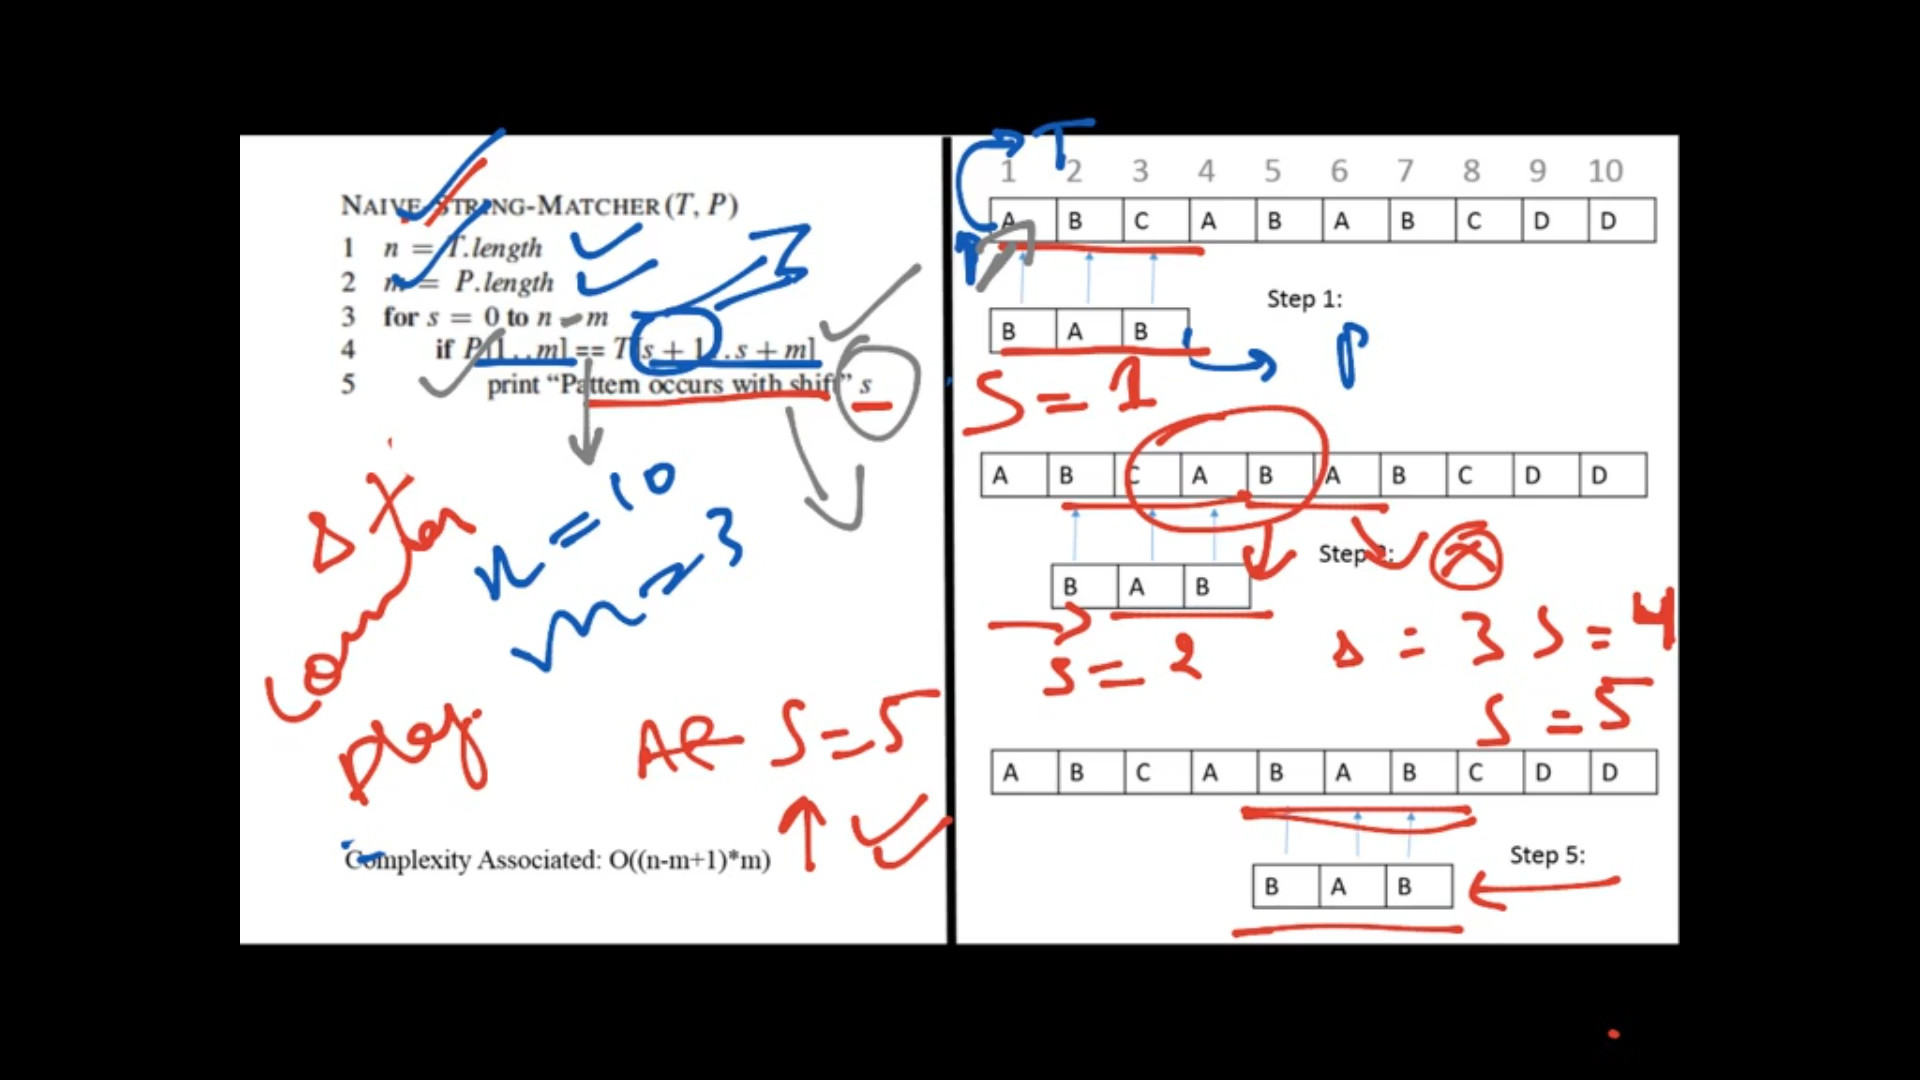 NAIVE-STRING-MATCHER(T, P)
1 n = T.length
2 m = P.length
3 for s = 0 to n - m
4 if P[1..m] == T[s + 1..s + m]
5 print “Pattern occurs with shift” s
n = 10
m = 3
S = 5
Complexity Associated: O((n-m+1)*m)
T
1 2 3 4 5 6 7 8 9 10
A B C A B A B C D D
Step 1:
B A B
P
S = 1
A B C A B A B C D D
Step 2:
B A B
S = 2
s = 3 S = 4
S = 5
A B C A B A B C D D
Step 5:
B A B